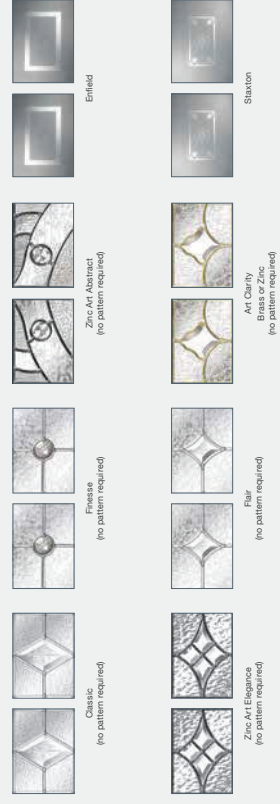 Classic
(no pattern required)
Finesse
(no pattern required)
Zinc Art Abstract
(no pattern required)
Enfield
Zinc Art Elegance
(no pattern required)
Flair
(no pattern required)
Art Clarity
Brass or Zinc
(no pattern required)
Staxton